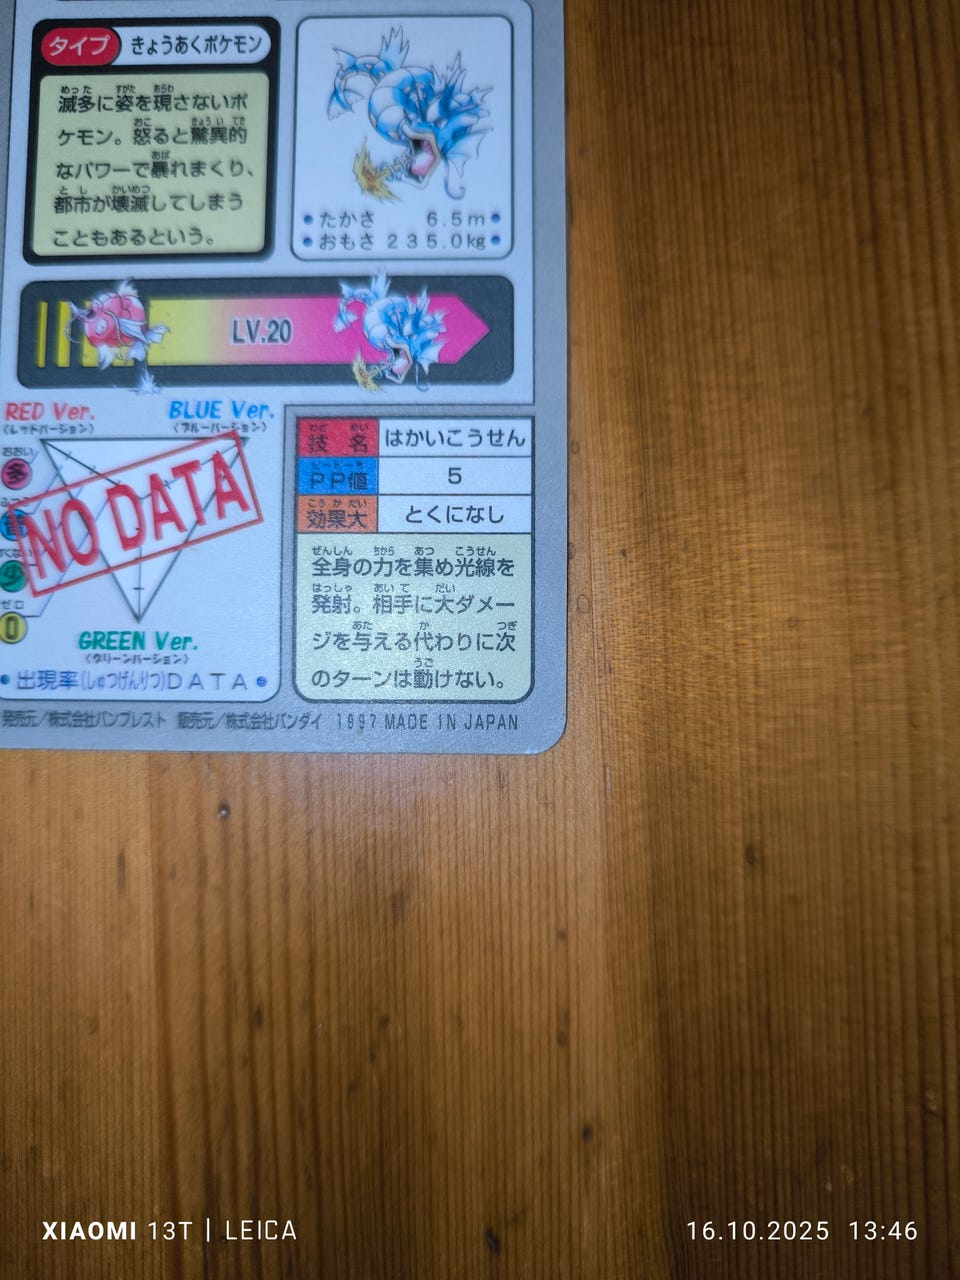 タイプ きょうあくポケモン
滅多に姿を現さないポ
ケモン。怒ると驚異的
なパワーで暴れまくり、
都市が壊滅してしまう
こともあるという。
• たかさ 6.5m •
• おもさ 235.0kg •
LV.20
RED Ver.
(レッドバージョン)
BLUE Ver.
(ブルーバージョン)
おおい
多
NO DATA
少
ゼロ
0
GREEN Ver.
(グリーンバージョン)
• 出現率(しゅつげんりつ)DATA •
技名 はかいこうせん
PP値 5
効果大 とくになし
全身の力を集め光線を
発射。相手に大ダメー
ジを与える代わりに次
のターンは動けない。
発売元/株式会社バンプレスト 販売元/株式会社バンダイ 1997 MADE IN JAPAN
XIAOMI 13T | LEICA
16.10.2025 13:46